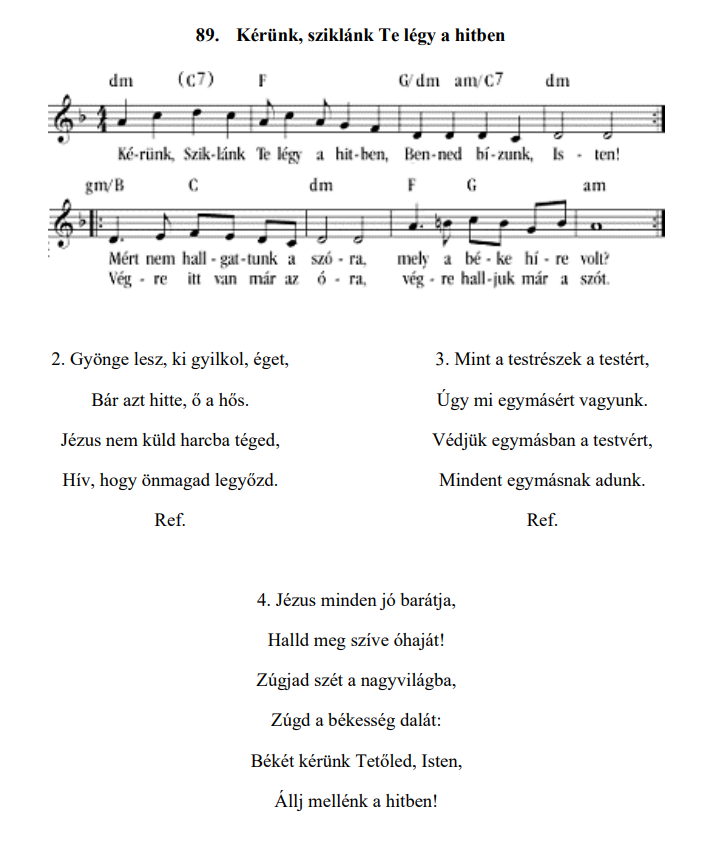 89. Kérünk, sziklánk Te légy a hitben
dm (C7) F G/dm am/C7 dm
Ké-rünk, Szik-lánk Te légy a hit-ben, Ben-ned bí-zunk, Is - ten!
gm/B C dm F G am
Mért nem hall - gat-tunk a szó - ra, mely a bé - ke hí - re volt?
Vég - re itt van már az ó - ra, vég - re hall-juk már a szót.
2. Gyönge lesz, ki gyilkol, éget,
Bár azt hitte, ő a hős.
Jézus nem küld harcba téged,
Hív, hogy önmagad legyőzd.
Ref.
3. Mint a testrészek a testért,
Úgy mi egymásért vagyunk.
Védjük egymásban a testvért,
Mindent egymásnak adunk.
Ref.
4. Jézus minden jó barátja,
Halld meg szíve óhaját!
Zúgjad szét a nagyvilágba,
Zúgd a békesség dalát:
Békét kérünk Tetőled, Isten,
Állj mellénk a hitben!